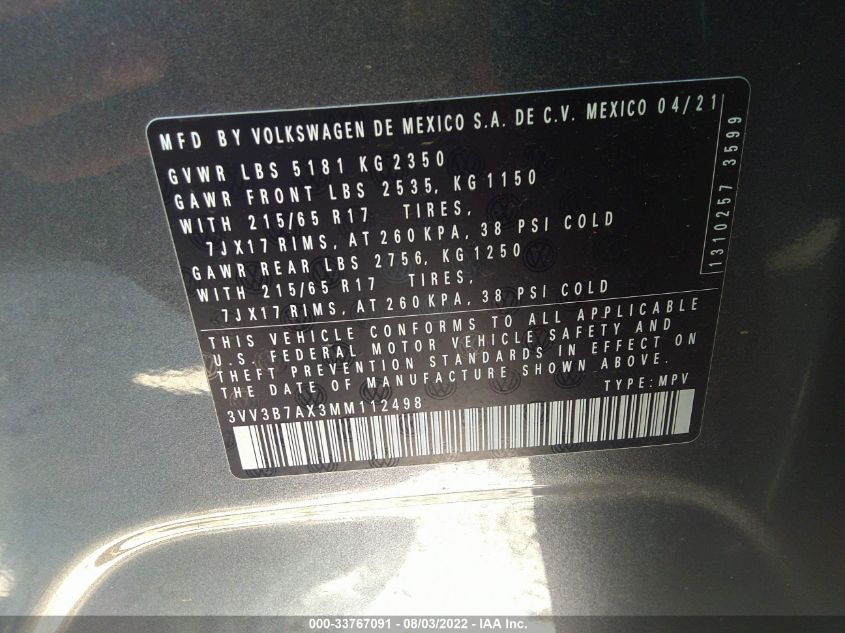 MFD BY VOLKSWAGEN DE MEXICO S.A. DE C.V. MEXICO 04/21
GVWR LBS 5181 KG 2350
GAWR FRONT LBS 2535, KG 1150
WITH 215/65 R17 TIRES,
7JX17 RIMS, AT 260 KPA, 38 PSI COLD
GAWR REAR LBS 2756, KG 1250
WITH 215/65 R17 TIRES,
7JX17 RIMS, AT 260 KPA, 38 PSI COLD
1310257 3599
THIS VEHICLE CONFORMS TO ALL APPLICABLE
U.S. FEDERAL MOTOR VEHICLE SAFETY AND
THEFT PREVENTION STANDARDS IN EFFECT ON
THE DATE OF MANUFACTURE SHOWN ABOVE.
3VV3B7AX3MM112498 TYPE: MPV
000-33767091 - 08/03/2022 - IAA Inc.